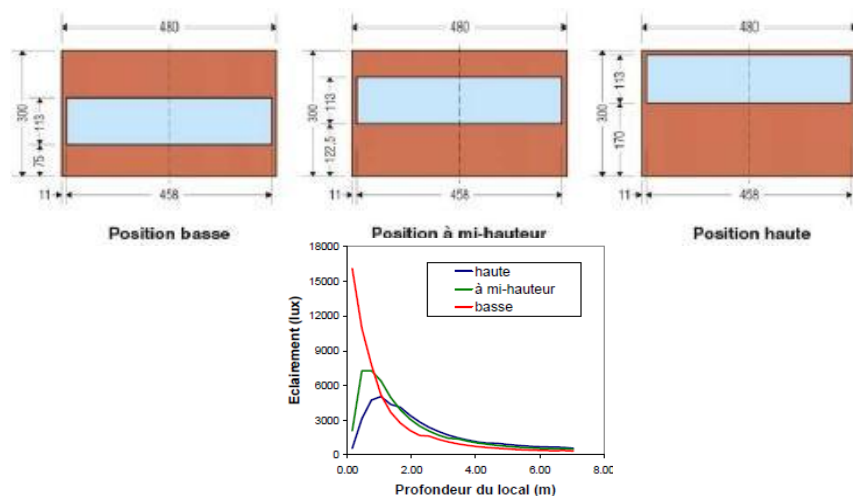 480
480
480
300
113
75
11
458
300
113
122,5
11
458
300
113
170
11
458
Position basse
Position à mi-hauteur
Position haute
18000
15000
12000
9000
6000
3000
0
Eclairement (lux)
haute
à mi-hauteur
basse
0.00 2.00 4.00 6.00 8.00
Profondeur du local (m)